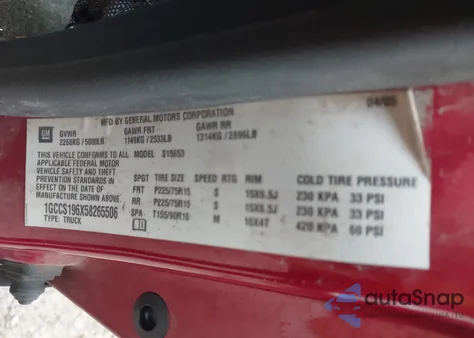 04/05
MFD BY GENERAL MOTORS CORPORATION
GM GVWR GAWR FRT GAWR RR
2268KG / 5000LB 1149KG / 2533LB 1314KG / 2896LB
THIS VEHICLE CONFORMS TO ALL MODEL S15653
APPLICABLE FEDERAL MOTOR
VEHICLE SAFETY AND THEFT SPGT TIRE SIZE SPEED RTG RIM COLD TIRE PRESSURE
PREVENTION STANDARDS IN FRT P225/75R15 S 15X6.5J 230 KPA 33 PSI
EFFECT ON THE DATE OF RR P225/75R15 S 15X6.5J 230 KPA 33 PSI
MANUFACTURE SHOWN ABOVE. SPA T155/90R16 M 16X4T 420 KPA 60 PSI
1GCCS196X58265506
TYPE: TRUCK
autoSnap